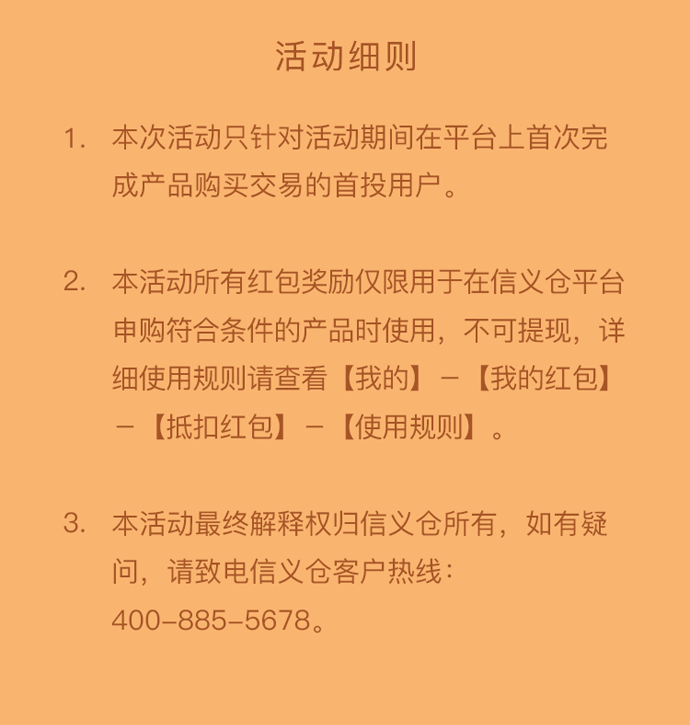 活动细则
1. 本次活动只针对活动期间在平台上首次完
成产品购买交易的首投用户。
2. 本活动所有红包奖励仅限用于在信义仓平台
申购符合条件的产品时使用，不可提现，详
细使用规则请查看【我的】–【我的红包】
–【抵扣红包】–【使用规则】。
3. 本活动最终解释权归信义仓所有，如有疑
问，请致电信义仓客户热线：
400–885–5678。